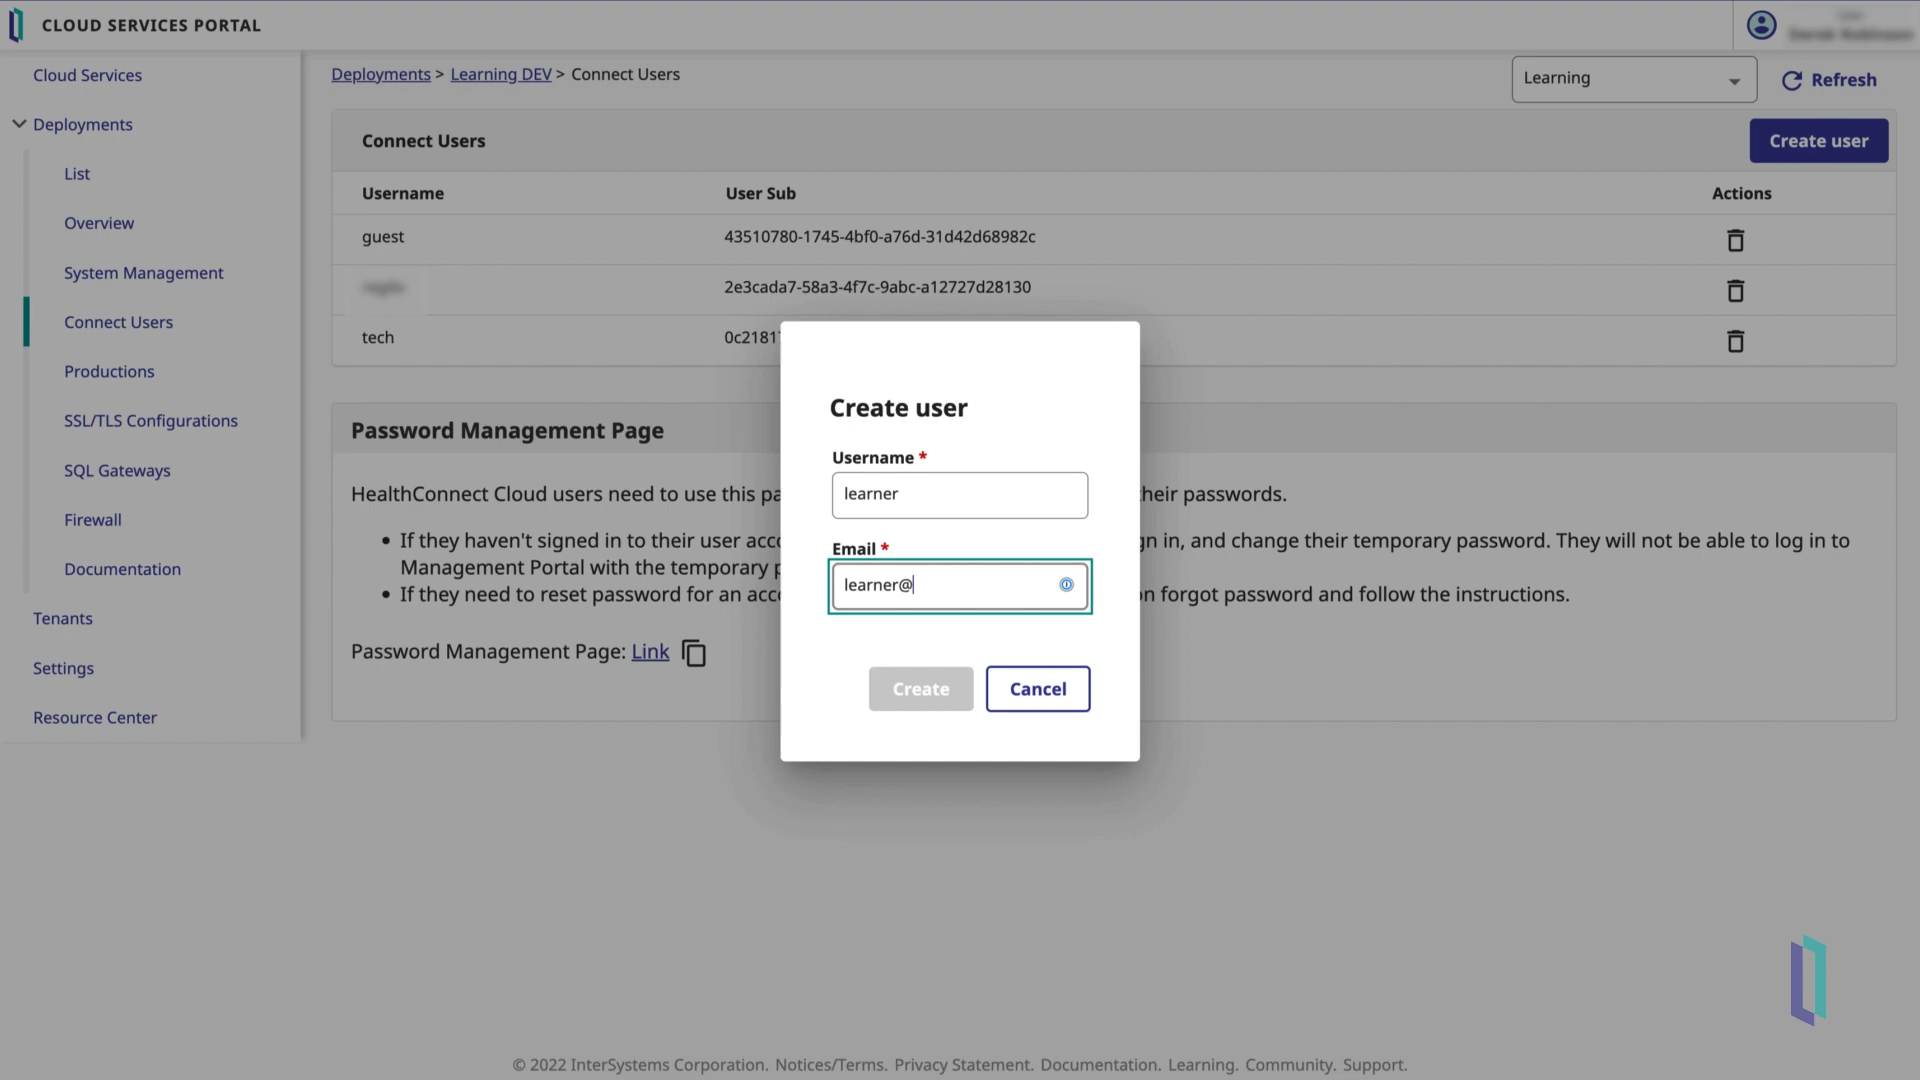 CLOUD SERVICES PORTAL
Cloud Services
Deployments
List
Overview
System Management
Connect Users
Productions
SSL/TLS Configurations
SQL Gateways
Firewall
Documentation
Tenants
Settings
Resource Center
Deployments > Learning DEV > Connect Users
Learning
Refresh
Connect Users
Create user
Username User Sub Actions
guest 43510780-1745-4bf0-a76d-31d42d68982c
2e3cada7-58a3-4f7c-9abc-a12727d28130
tech 0c2181
Password Management Page
HealthConnect Cloud users need to use this pa heir passwords.
• If they haven't signed in to their user acco gn in, and change their temporary password. They will not be able to log in to
Management Portal with the temporary p
• If they need to reset password for an acco on forgot password and follow the instructions.
Password Management Page: Link
Create user
Username *
learner
Email *
learner@
Create
Cancel
© 2022 InterSystems Corporation. Notices/Terms. Privacy Statement. Documentation. Learning. Community. Support.